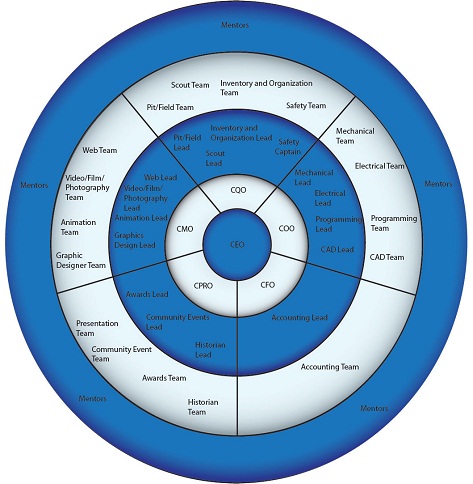 Mentors
Scout Team
Inventory and Organization
Team
Pit/Field Team
Safety Team
Mechanical
Team
Electrical Team
Programming
Team
CAD Team
Web Team
Video/Film/
Photography
Team
Animation
Team
Graphic
Designer Team
Mentors
Mentors
Pit/Field
Lead
Inventory and
Organization Lead
Scout
Lead
Safety
Captain
Mechanical
Lead
Electrical
Lead
Programming
Lead
CAD Lead
Web Lead
Video/Film/
Photography
Lead
Animation Lead
Graphics
Design Lead
CQO
CMO
COO
CEO
CPRO
CFO
Awards Lead
Community Events
Lead
Historian
Lead
Accounting Lead
Presentation
Team
Community Event
Team
Awards Team
Historian
Team
Accounting Team
Mentors
Mentors